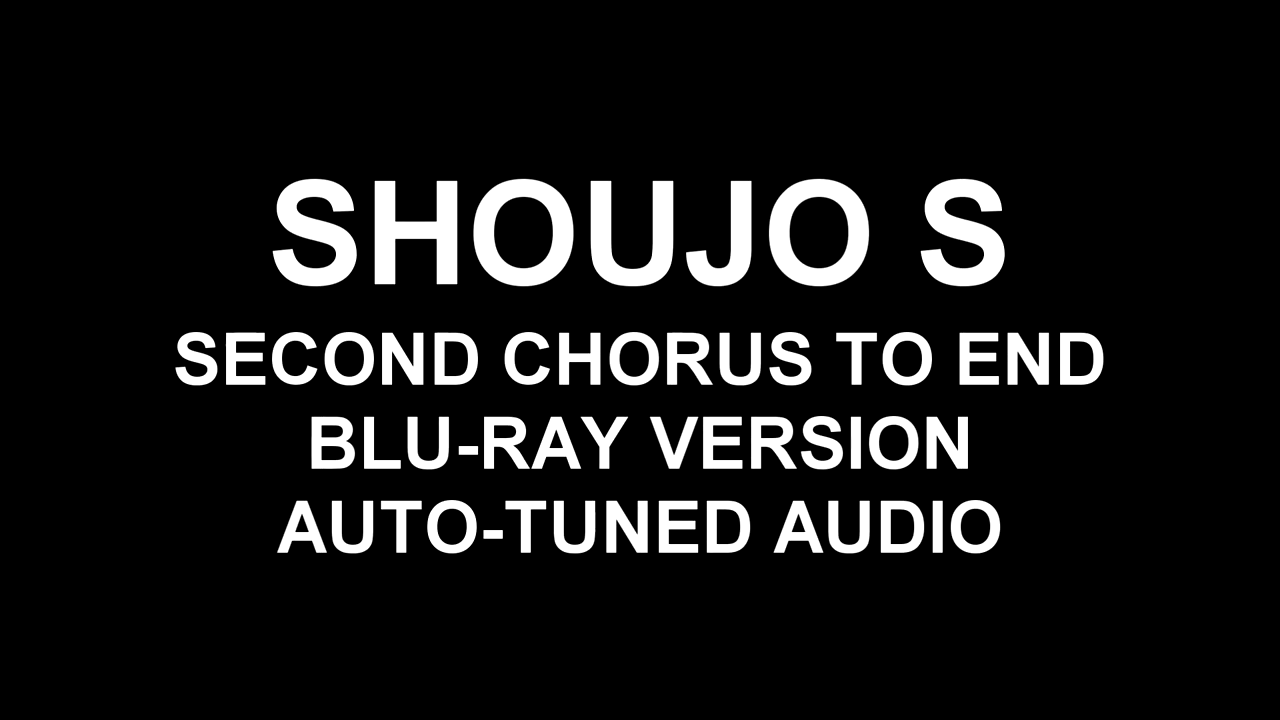 SHOUJO S
SECOND CHORUS TO END
BLU-RAY VERSION
AUTO-TUNED AUDIO